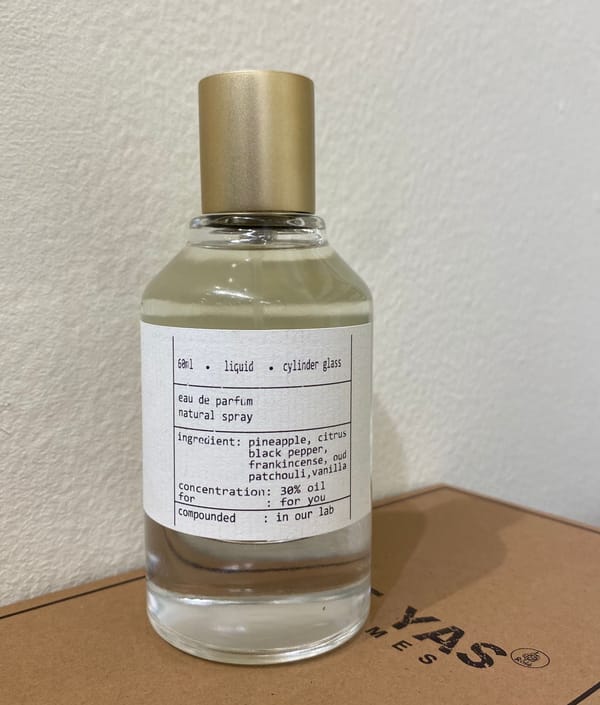 60ml • liquid • cylinder glass
eau de parfum
natural spray
ingredient: pineapple, citrus
black pepper,
frankincense, oud
patchouli,vanilla
concentration: 30% oil
for : for you
compounded : in our lab
YAS
MES